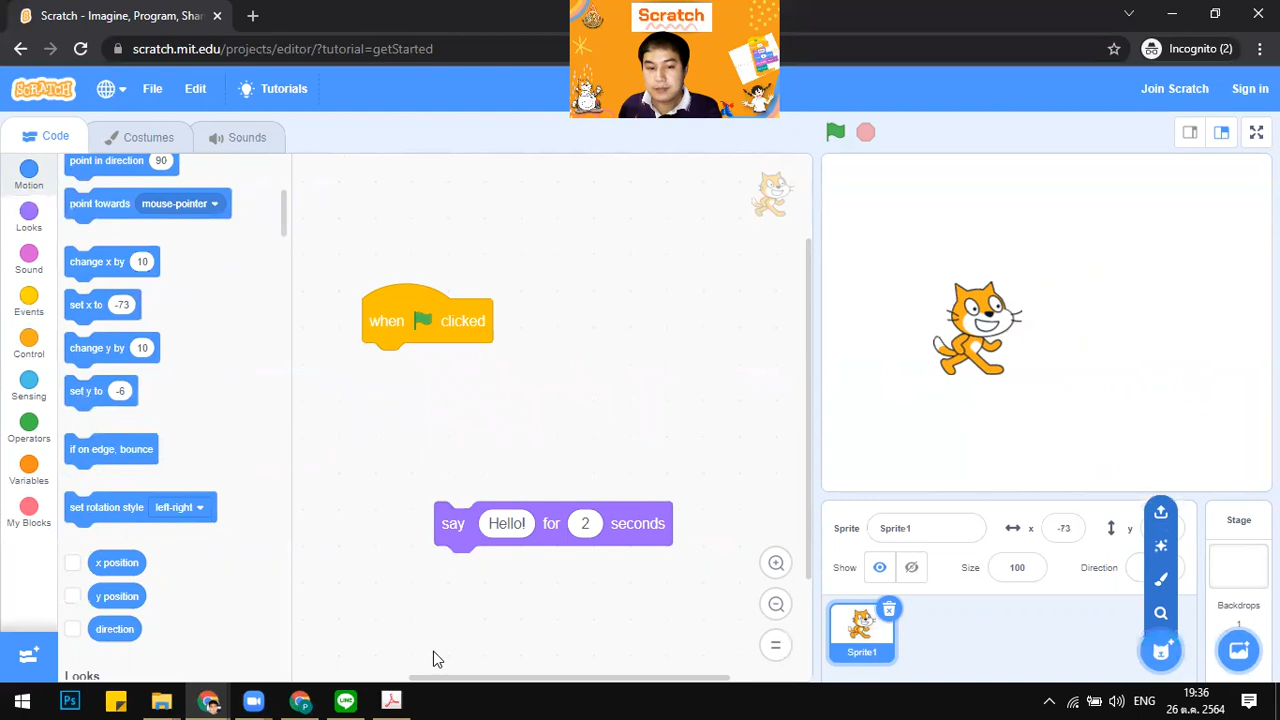 Scratch - Imagine, Program, Sh
Scratch
Incognito (2)
scratch.mit.edu/projects/editor/?tutorial=getStarted
SCRATCH
File
Edit
Tutorials
Join Scratch
Sign in
Code
Costumes
Sounds
Motion
Looks
Sound
Events
Control
Sensing
Operators
Variables
My Blocks
point in direction 90
point towards mouse-pointer
change x by 10
set x to -73
change y by 10
set y to -6
if on edge, bounce
set rotation style left-right
x position
y position
direction
Looks
when clicked
say Hello! for 2 seconds
Sprite Sprite1 x -73 y
Show Size 100 Direction
Sprite1
Stage
Backdrops
1
ENG
19:36
26 ต.ค. 2564